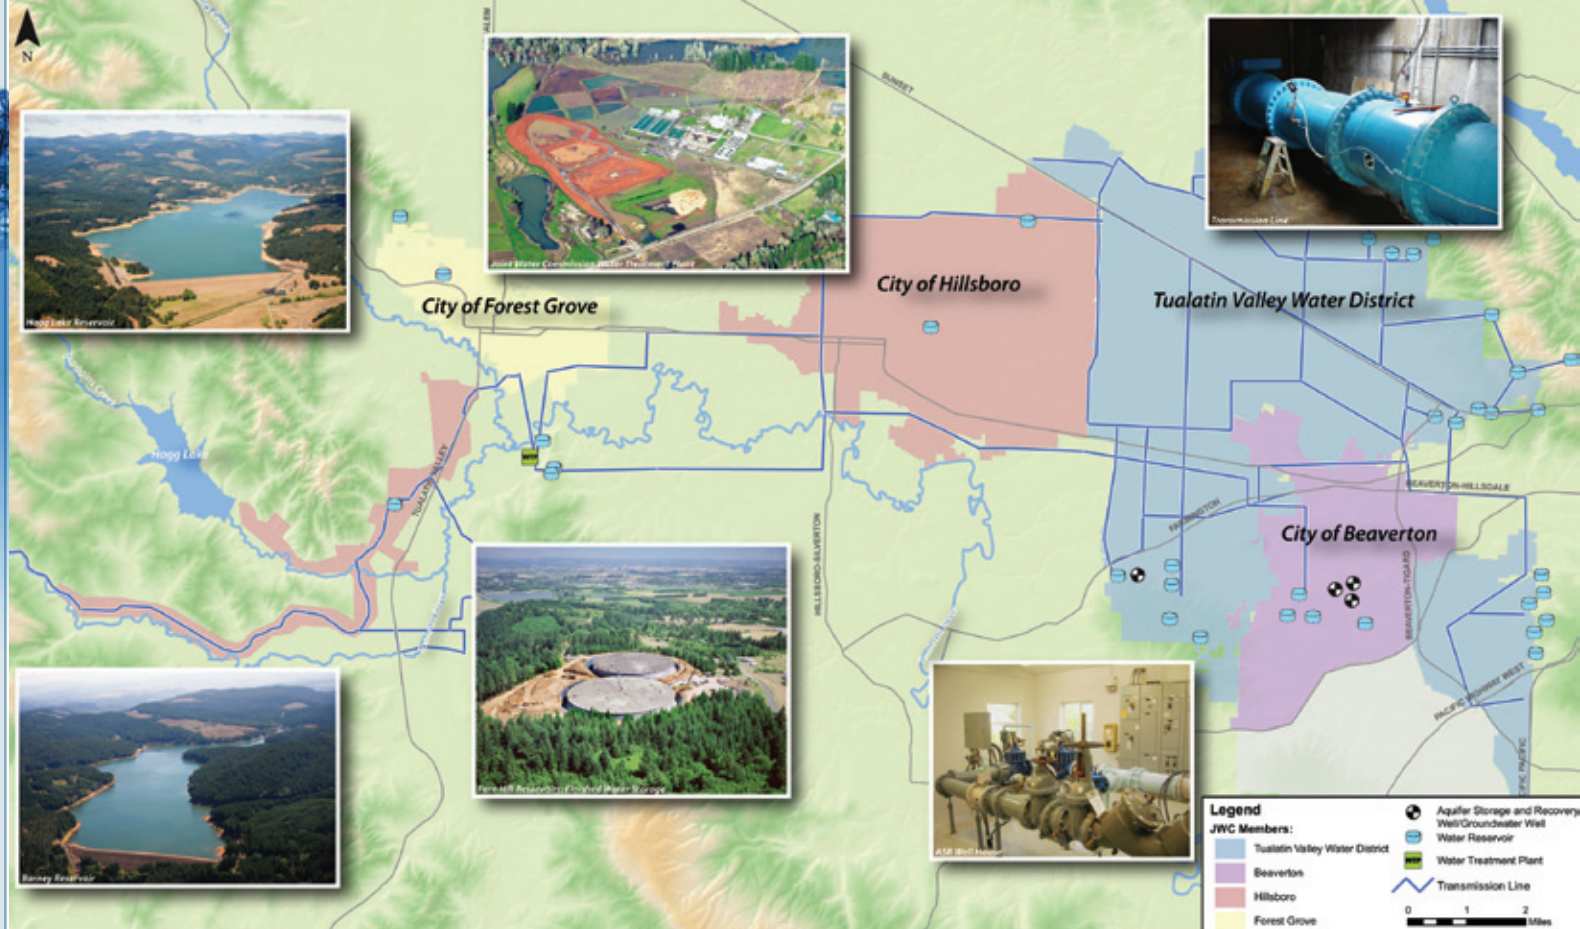 N
SUNSET
Transmission Line
Hagg Lake Reservoir
Joint Water Commission Water Treatment Plant
City of Forest Grove
City of Hillsboro
Tualatin Valley Water District
Hagg Lake
TUALATIN VALLEY
WTP
HILLSBORO-SILVERTON
FARMINGTON
BEAVERTON-HILLSDALE
City of Beaverton
BEAVERTON-TIGARD
PACIFIC HIGHWAY WEST
Fern Hill Reservoirs: Finished Water Storage
Barney Reservoir
Legend
JWC Members:
Tualatin Valley Water District
Beaverton
Hillsboro
Forest Grove
Aquifer Storage and Recovery
Well/Groundwater Well
Water Reservoir
WTP Water Treatment Plant
Transmission Line
0 1 2
Miles